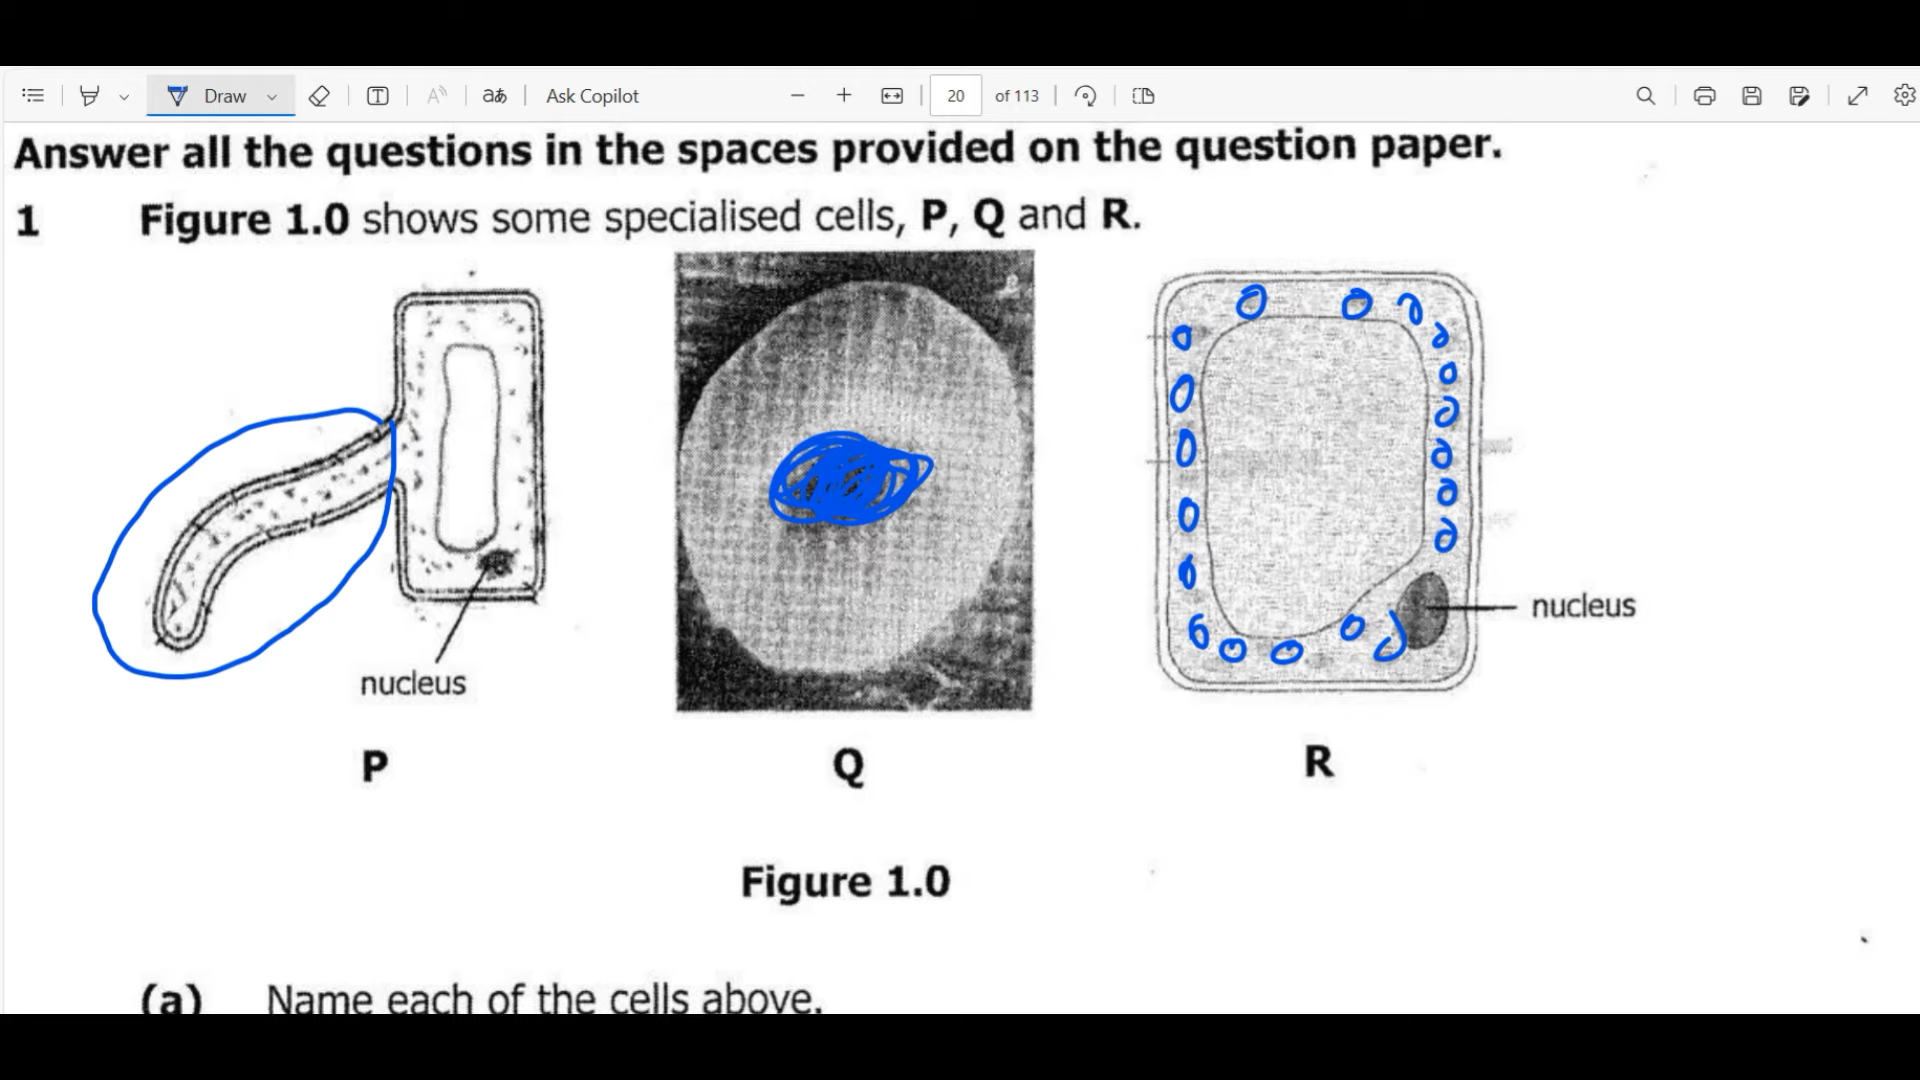 Draw
Ask Copilot
20 of 113
Answer all the questions in the spaces provided on the question paper.
1 Figure 1.0 shows some specialised cells, P, Q and R.
nucleus
nucleus
P Q R
Figure 1.0
(a) Name each of the cells above.